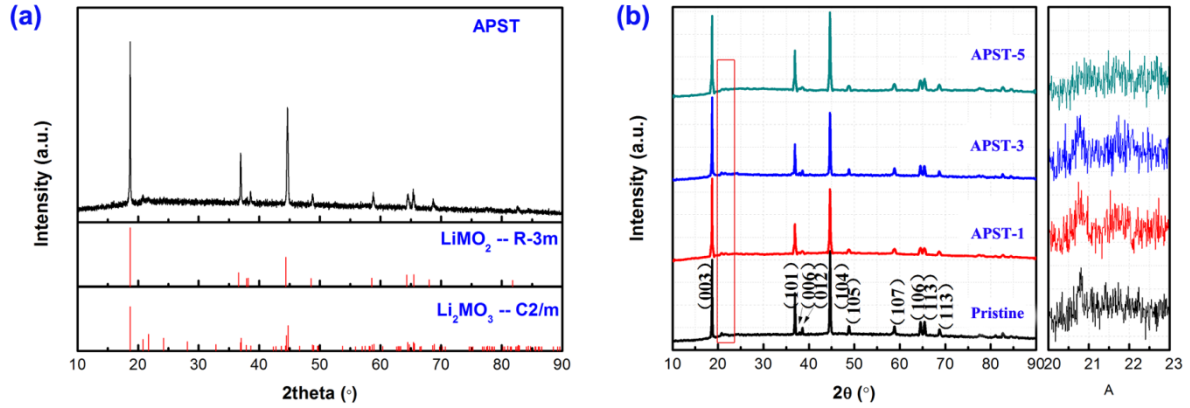 (a)
APST
Intensity (a.u.)
LiMO2 -- R-3m
Li2MO3 -- C2/m
10 20 30 40 50 60 70 80 90
2theta (○)
(b)
APST-5
APST-3
APST-1
Pristine
Intensity (a.u.)
(003)
(101)
(006)
(012)
(104)
(105)
(107)
(106)
(113)
(113)
10 20 30 40 50 60 70 80 90
2θ (○)
20 21 22 23
A